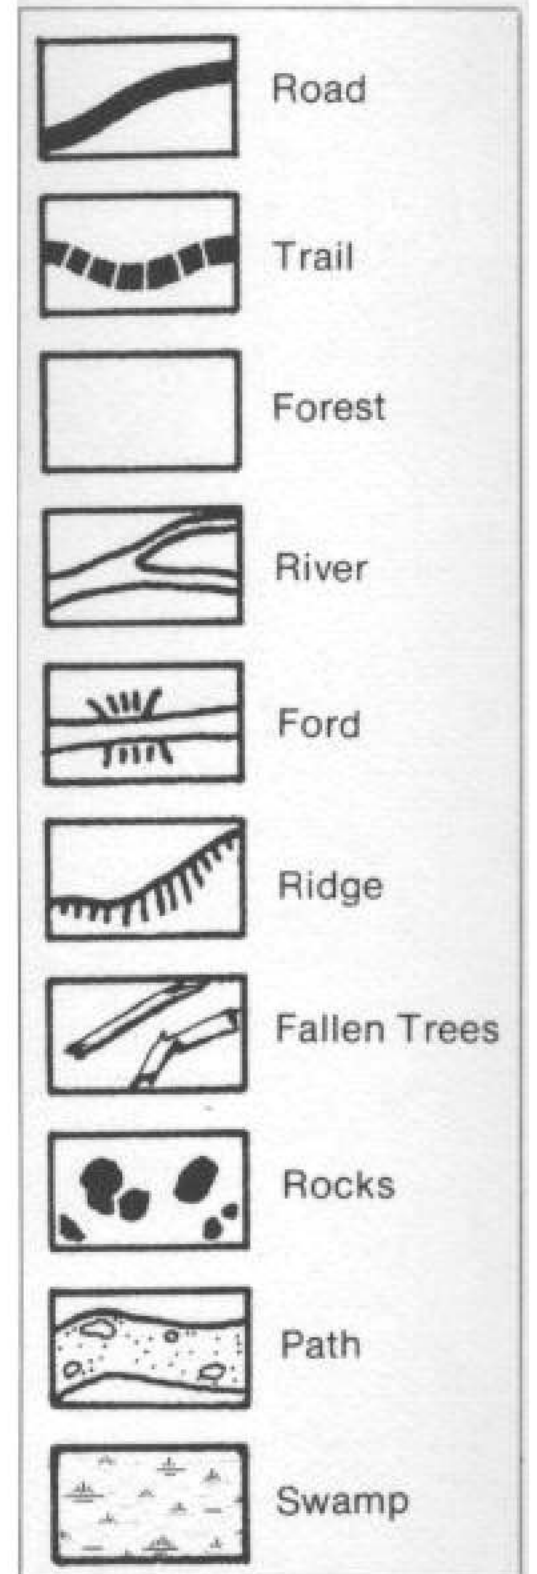 Road
Trail
Forest
River
Ford
Ridge
Fallen Trees
Rocks
Path
Swamp